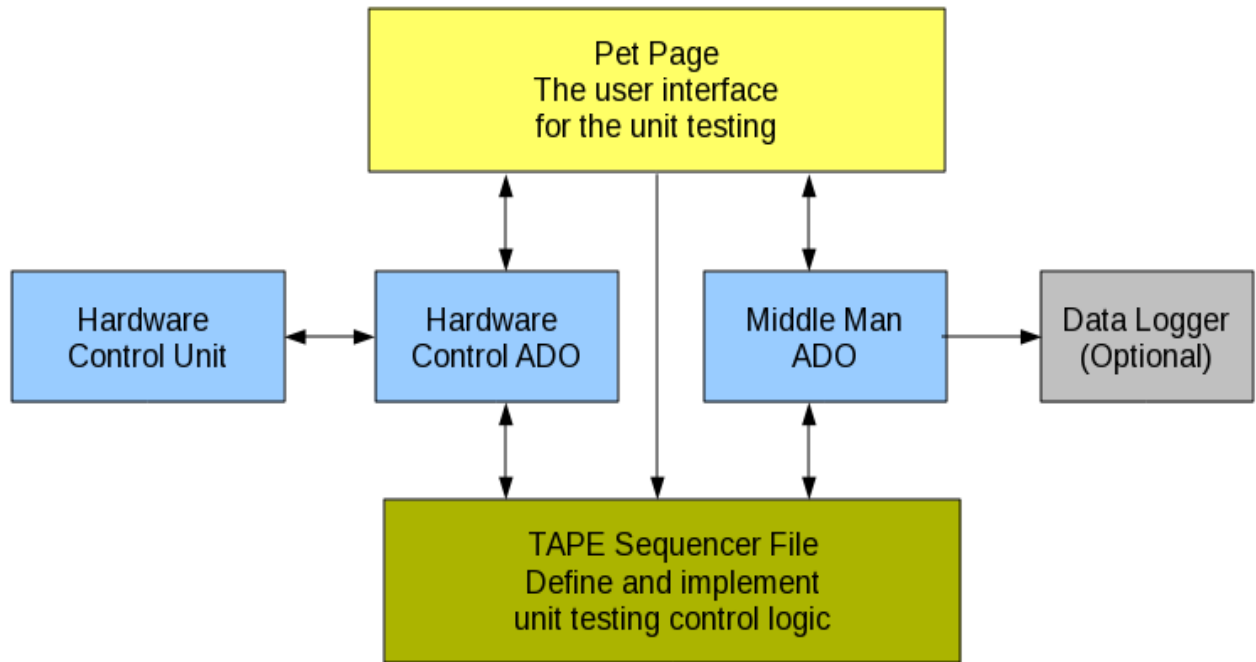 Pet Page
The user interface
for the unit testing
Hardware
Control Unit
Hardware
Control ADO
Middle Man
ADO
Data Logger
(Optional)
TAPE Sequencer File
Define and implement
unit testing control logic